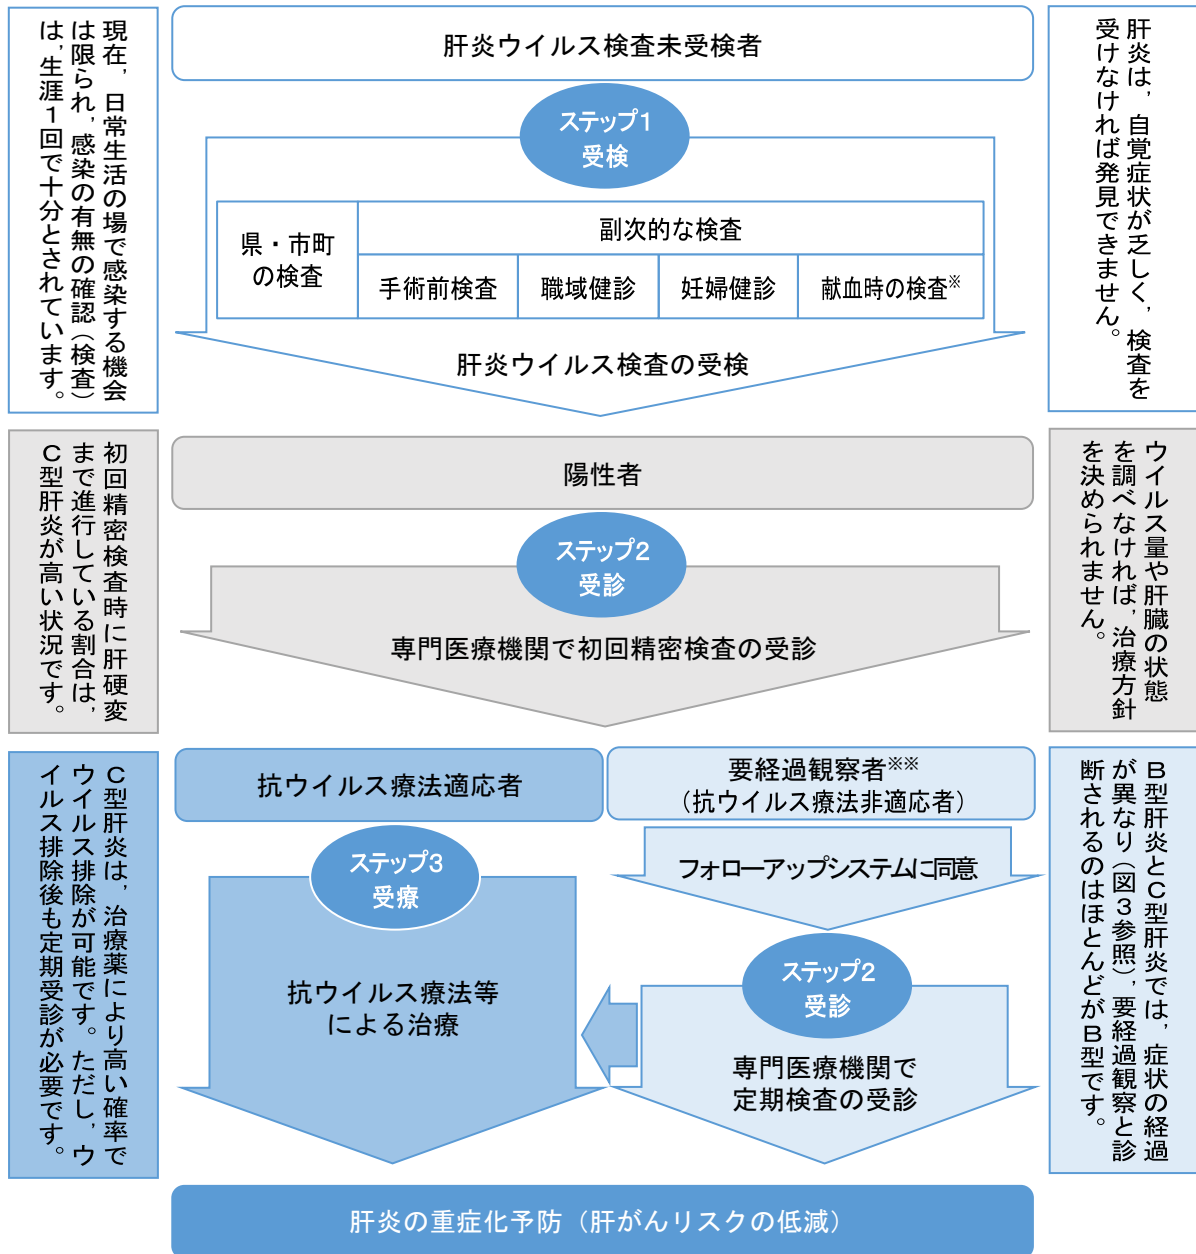 現在，日常生活の場で感染する機会
は限られ，感染の有無の確認（検査）
は，生涯１回で十分とされています。
肝炎ウイルス検査未受検者
肝炎は，自覚症状が乏しく，検査を
受けなければ発見できません。
ステップ1
受検
県・市町
の検査
副次的な検査
手術前検査
職域健診
妊婦健診
献血時の検査※
肝炎ウイルス検査の受検
初回精密検査時に肝硬変
まで進行している割合は，
Ｃ型肝炎が高い状況です。
陽性者
ウイルス量や肝臓の状態
を調べなければ，治療方針
を決められません。
ステップ2
受診
専門医療機関で初回精密検査の受診
Ｃ型肝炎は，治療薬により高い確率で
ウイルス排除が可能です。ただし，ウ
イルス排除後も定期受診が必要です。
抗ウイルス療法適応者
要経過観察者※※
（抗ウイルス療法非適応者）
Ｂ型肝炎とＣ型肝炎では，症状の経過
が異なり（図３参照），要経過観察と診
断されるのはほとんどがＢ型です。
フォローアップシステムに同意
ステップ3
受療
抗ウイルス療法等
による治療
ステップ2
受診
専門医療機関で
定期検査の受診
肝炎の重症化予防（肝がんリスクの低減）